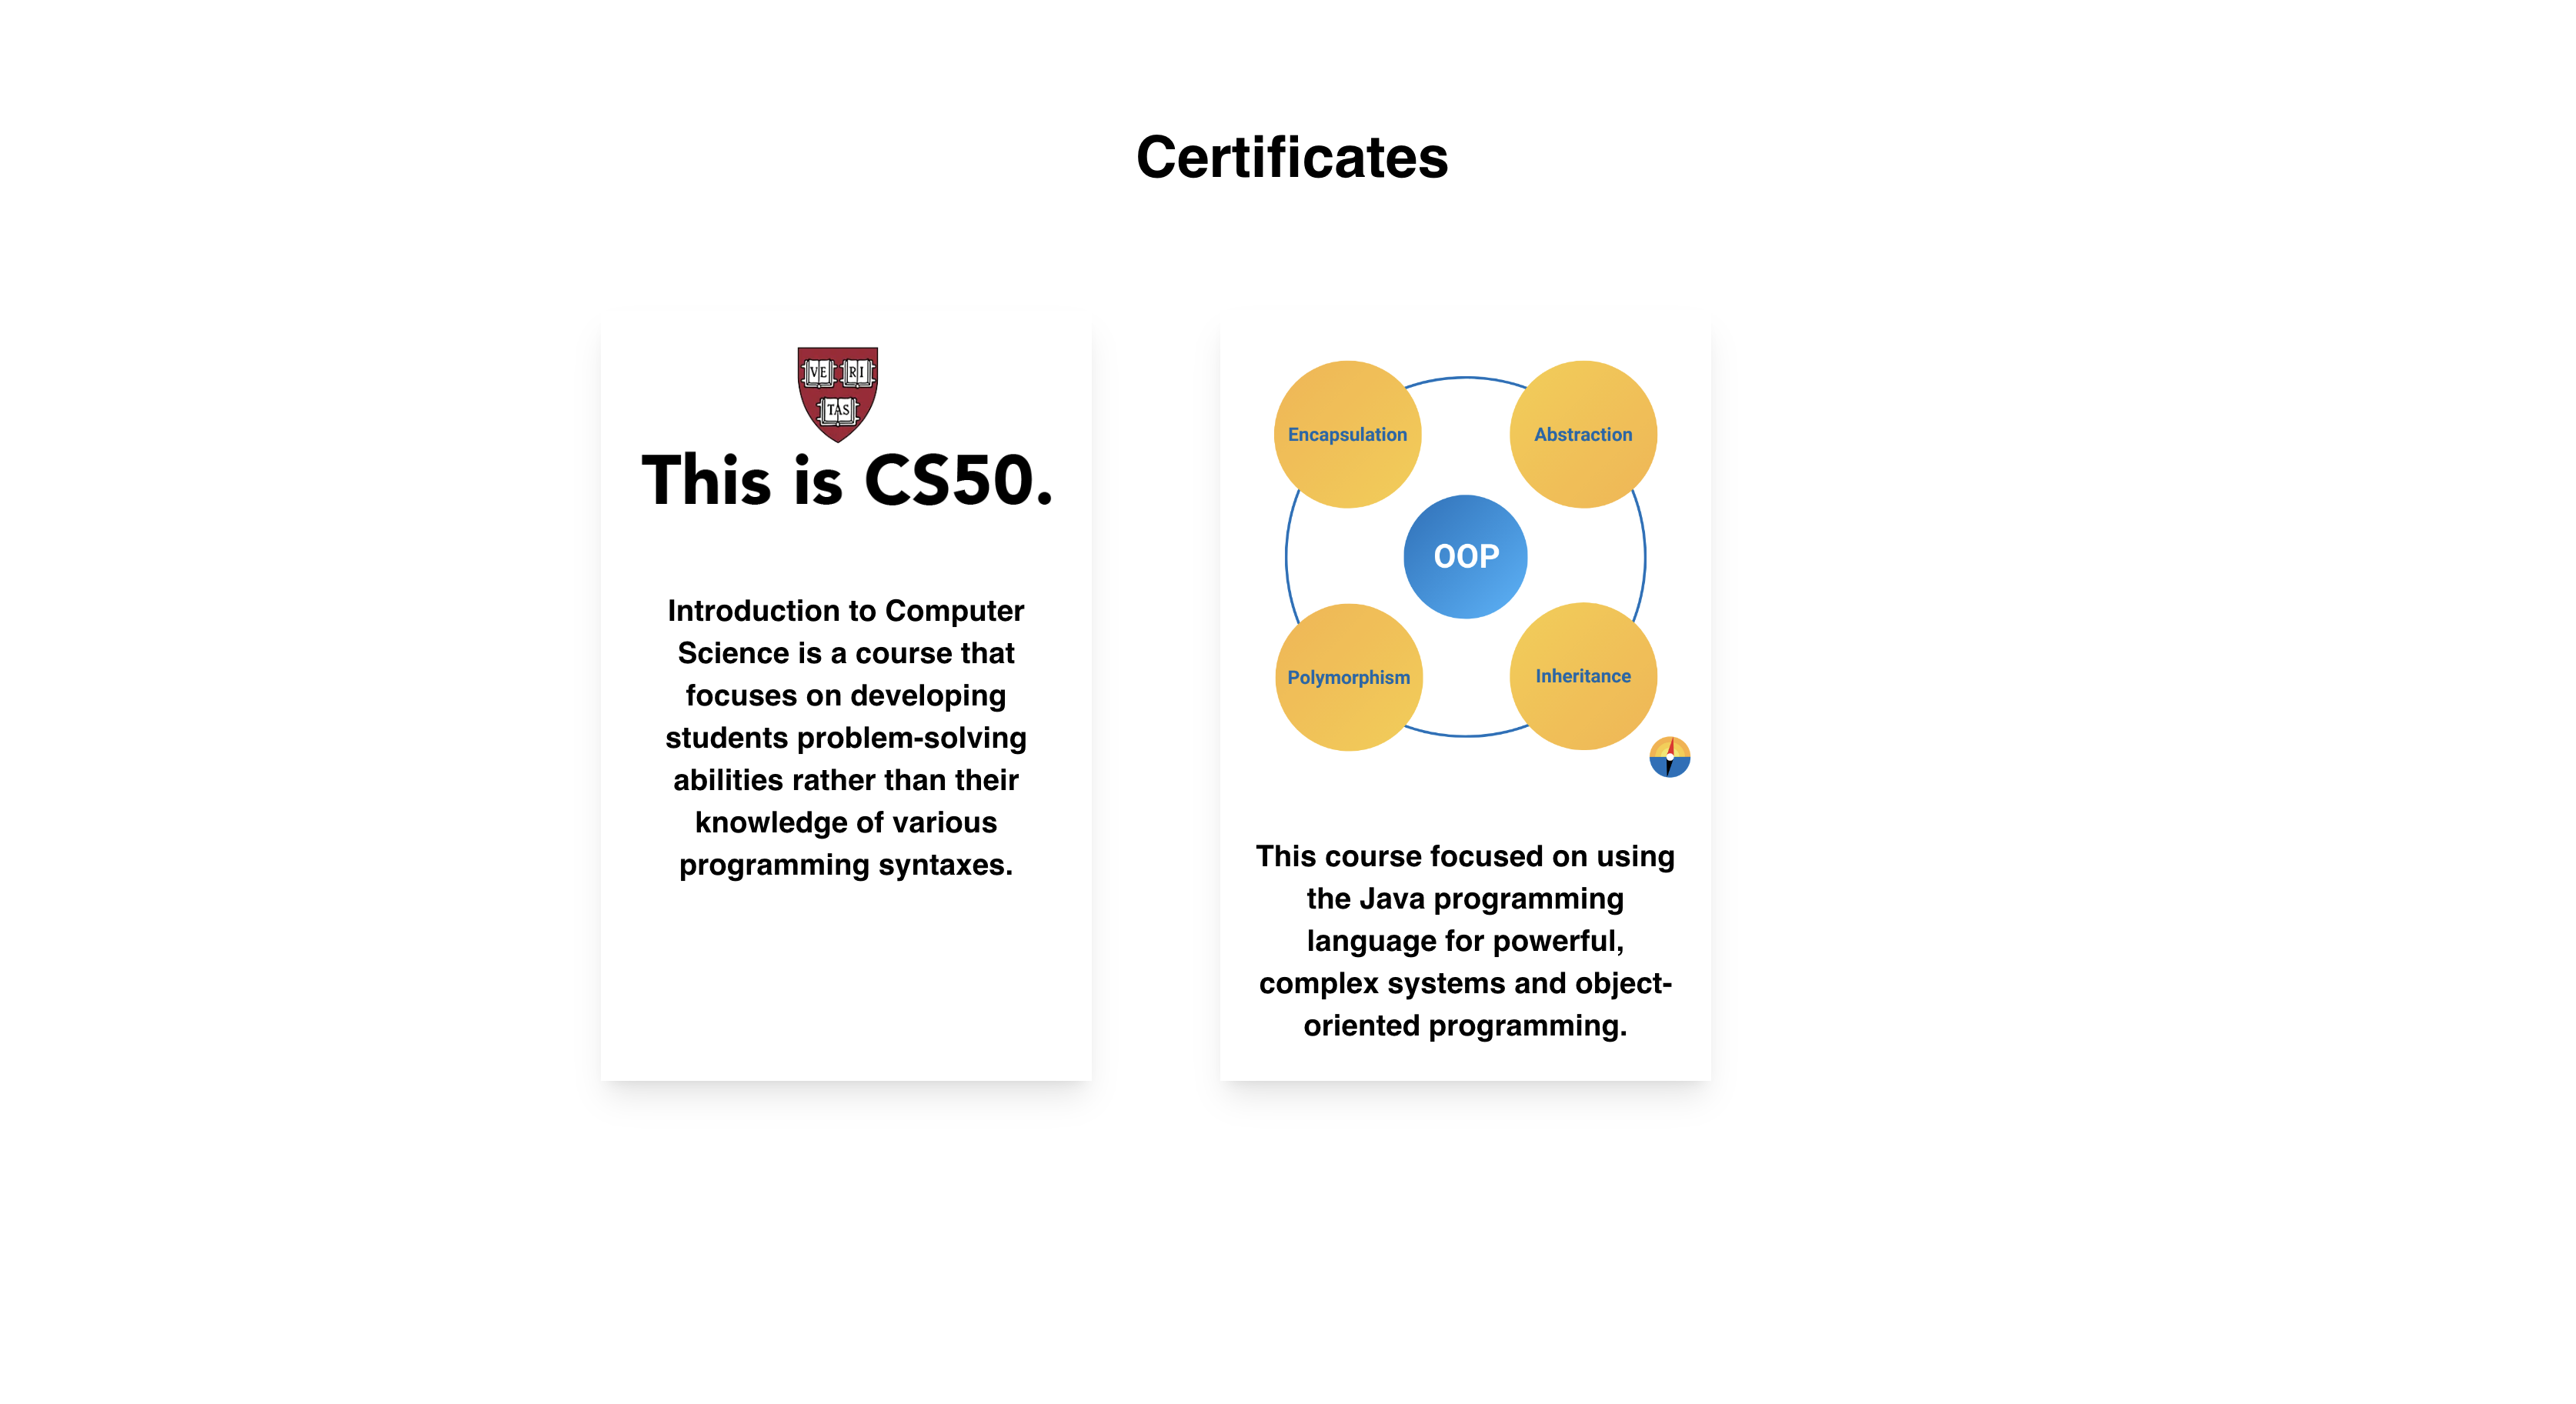 Certificates
VE RI
TAS
This is CS50.
Introduction to Computer
Science is a course that
focuses on developing
students problem-solving
abilities rather than their
knowledge of various
programming syntaxes.
Encapsulation
Abstraction
OOP
Polymorphism
Inheritance
This course focused on using
the Java programming
language for powerful,
complex systems and object-
oriented programming.